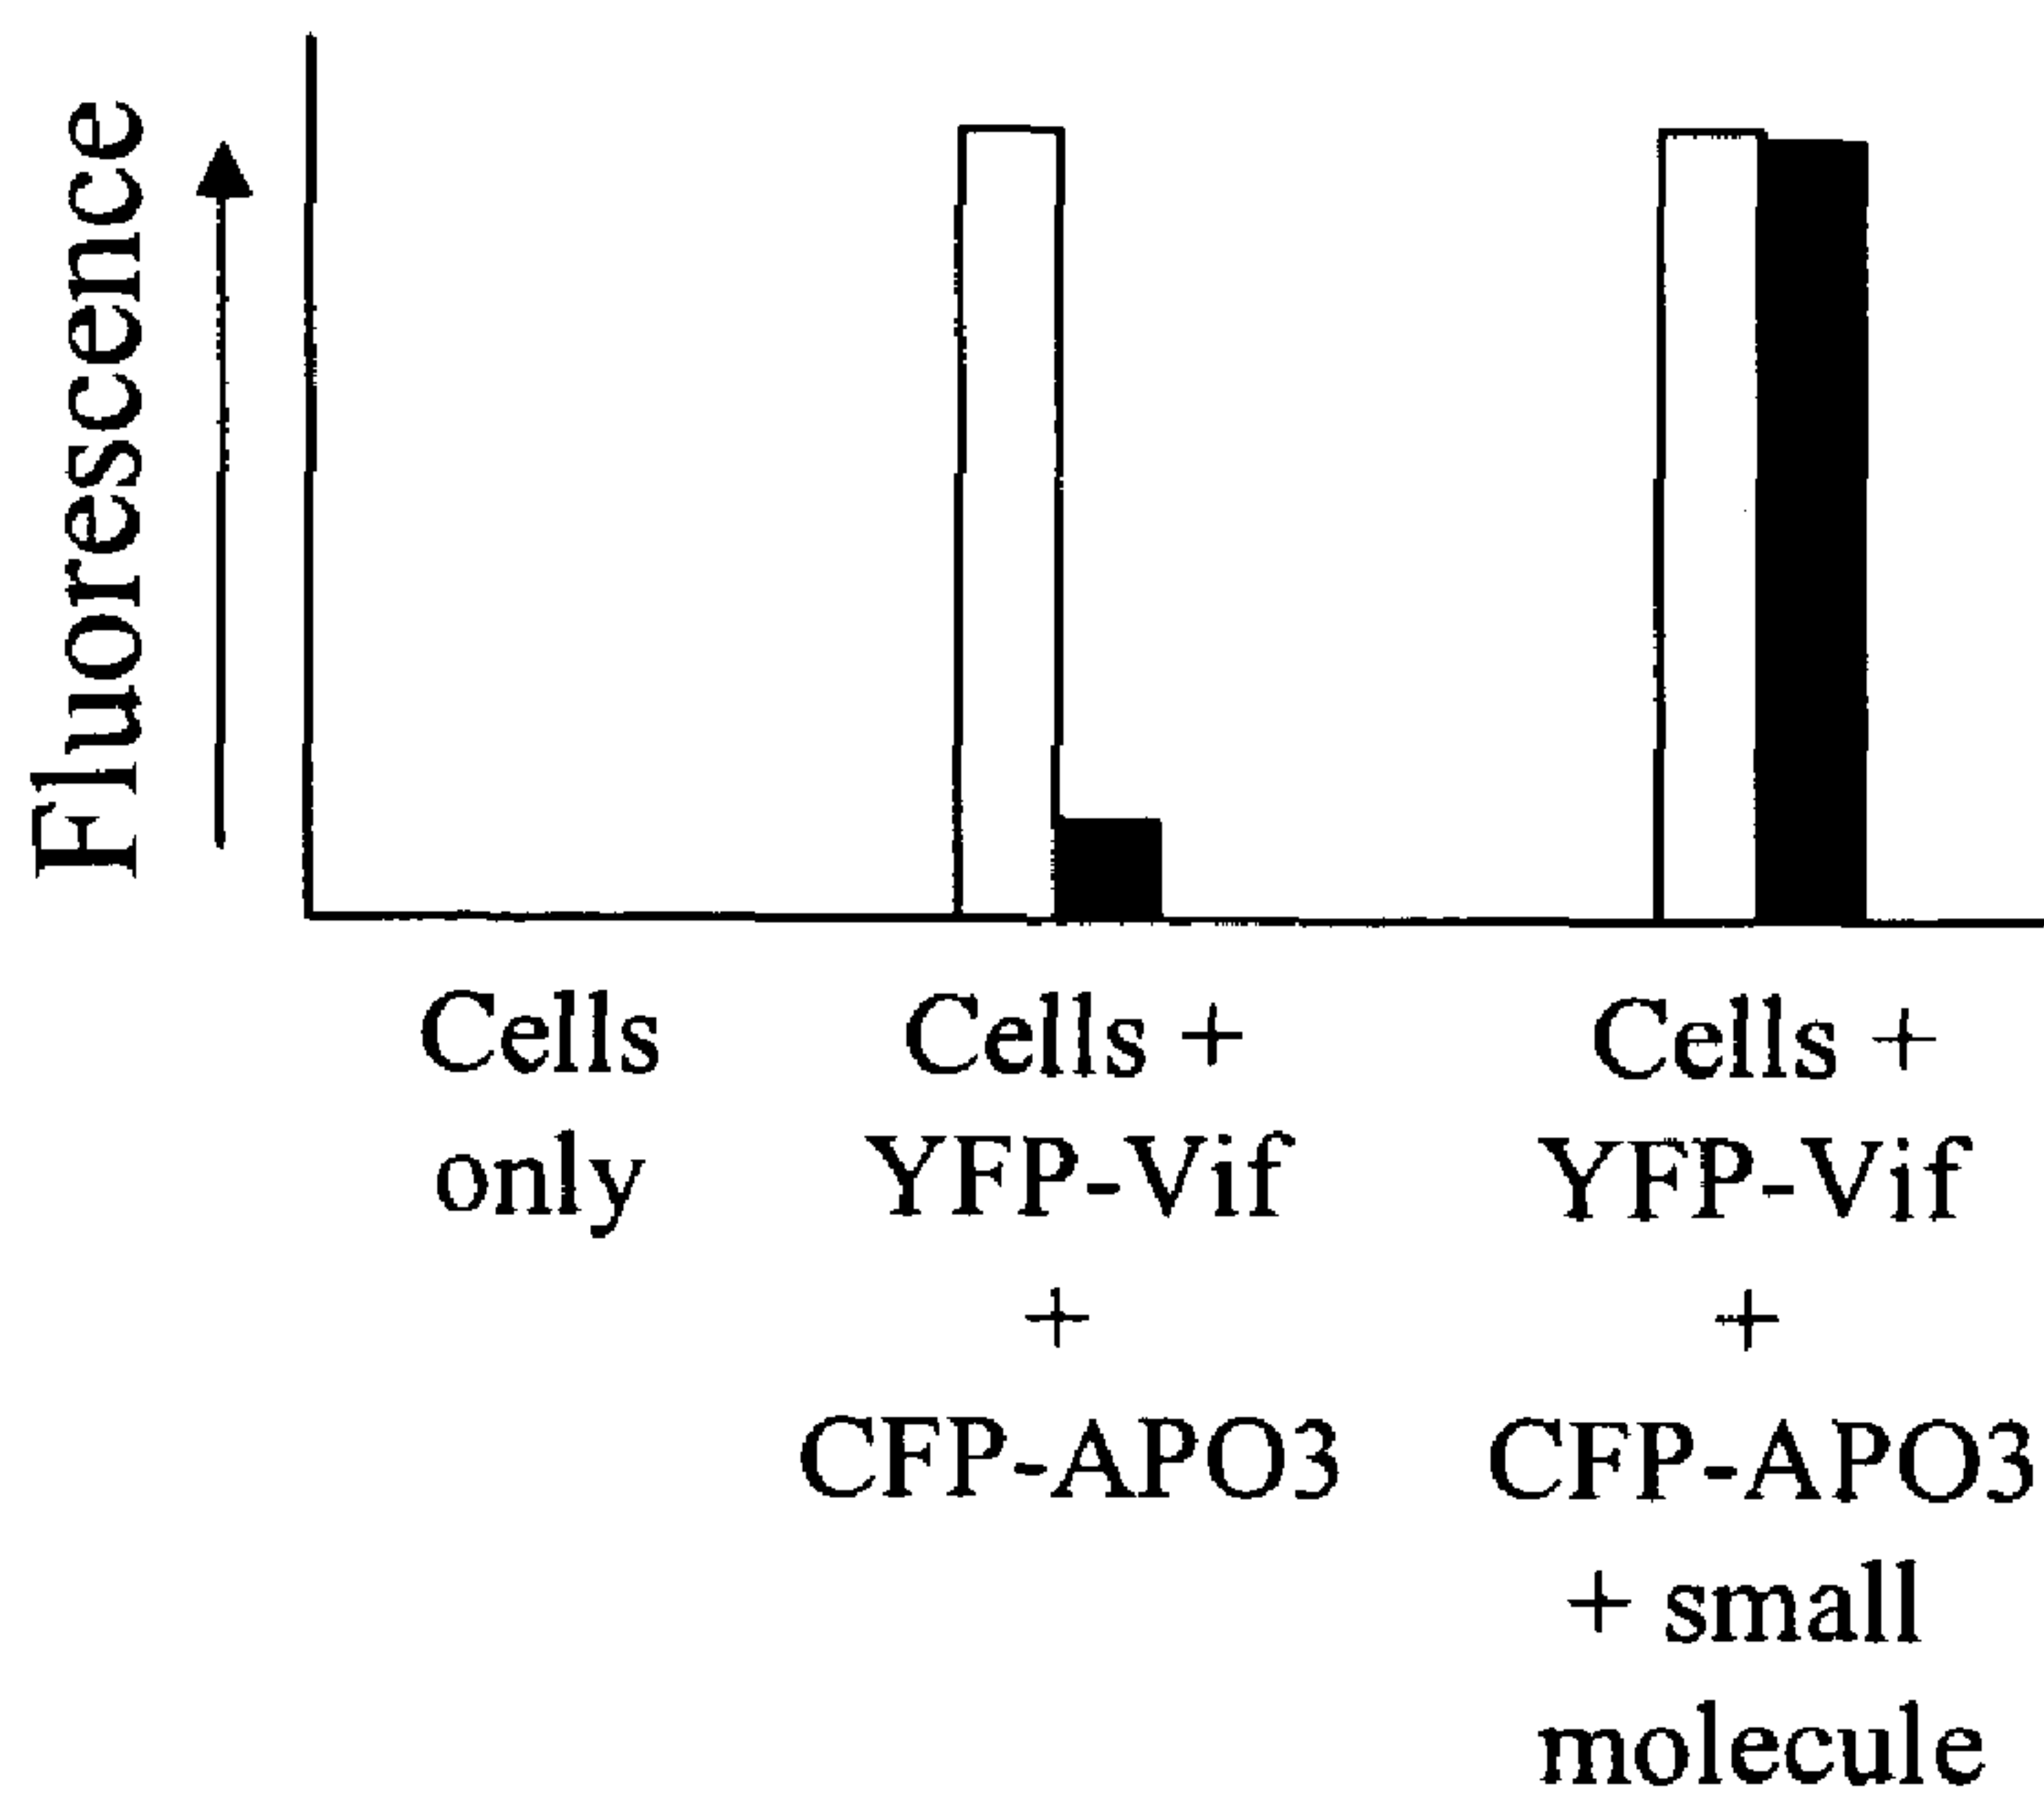 Fluorescence
Cells
only
Cells +
YFP-Vif
+
CFP-APO3
Cells +
YFP-Vif
+
CFP-APO3
+ small
molecule